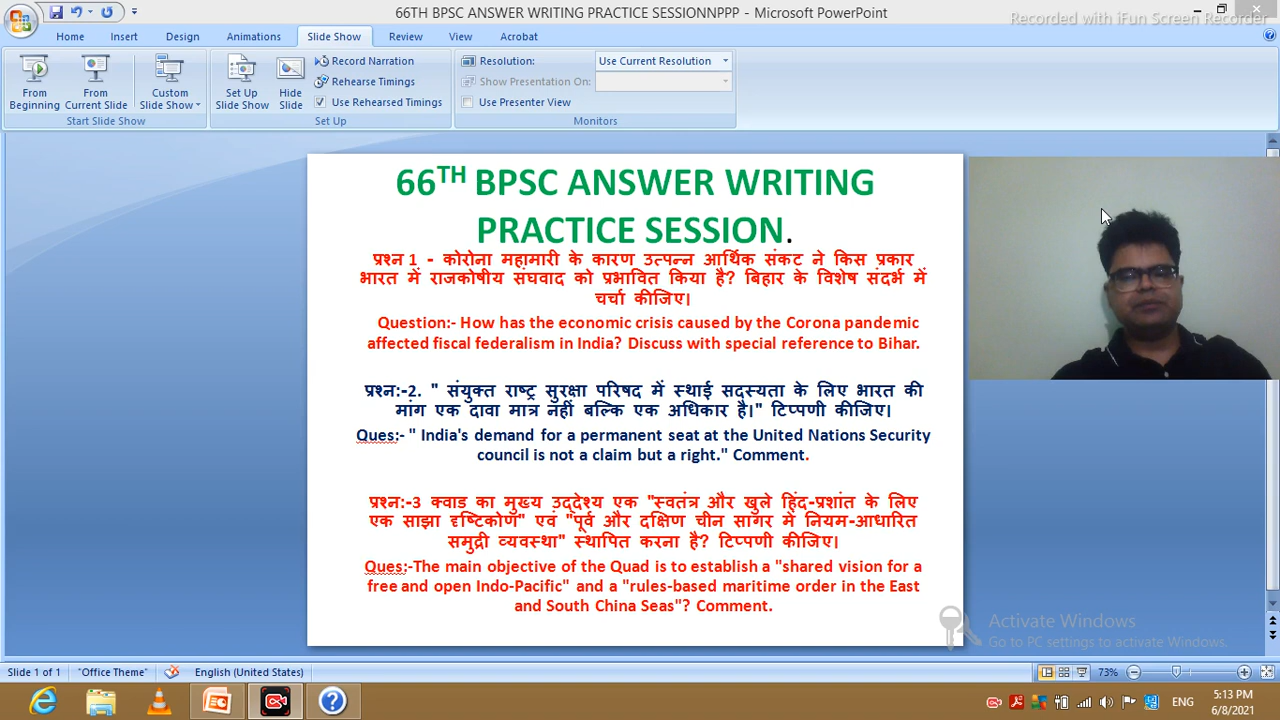 66TH BPSC ANSWER WRITING PRACTICE SESSIONNPPP - Microsoft PowerPoint
Recorded with iFun Screen Recorder
Home Insert Design Animations Slide Show Review View Acrobat
From Beginning
From Current Slide
Custom Slide Show
Start Slide Show
Set Up Slide Show
Hide Slide
Record Narration
Rehearse Timings
Use Rehearsed Timings
Set Up
Resolution: Use Current Resolution
Show Presentation On:
Use Presenter View
Monitors
66TH BPSC ANSWER WRITING
PRACTICE SESSION.
प्रश्न 1 - कोरोना महामारी के कारण उत्पन्न आर्थिक संकट ने किस प्रकार
भारत में राजकोषीय संघवाद को प्रभावित किया है? बिहार के विशेष संदर्भ में
चर्चा कीजिए।
Question:- How has the economic crisis caused by the Corona pandemic
affected fiscal federalism in India? Discuss with special reference to Bihar.
प्रश्न:-2. " संयुक्त राष्ट्र सुरक्षा परिषद में स्थाई सदस्यता के लिए भारत की
मांग एक दावा मात्र नहीं बल्कि एक अधिकार है।" टिप्पणी कीजिए।
Ques:- " India's demand for a permanent seat at the United Nations Security
council is not a claim but a right." Comment.
प्रश्न:-3 क्वाड का मुख्य उद्देश्य एक "स्वतंत्र और खुले हिंद-प्रशांत के लिए
एक साझा दृष्टिकोण" एवं "पूर्व और दक्षिण चीन सागर में नियम-आधारित
समुद्री व्यवस्था" स्थापित करना है? टिप्पणी कीजिए।
Ques:-The main objective of the Quad is to establish a "shared vision for a
free and open Indo-Pacific" and a "rules-based maritime order in the East
and South China Seas"? Comment.
Activate Windows
Go to PC settings to activate Windows.
Slide 1 of 1 "Office Theme" English (United States) 73%
ENG
5:13 PM
6/8/2021